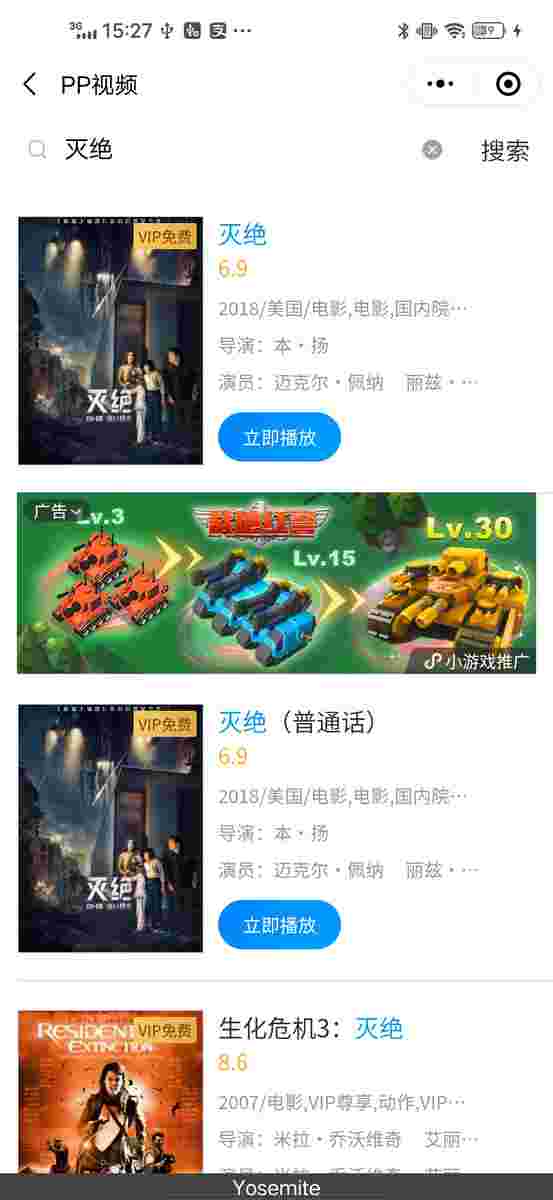 3G 15:27
PP视频
灭绝
搜索
VIP免费
灭绝
6.9
2018/美国/电影,电影,国内院…
导演：本·扬
演员：迈克尔·佩纳 丽兹·…
灭绝
立即播放
广告
Lv.3
Lv.15
Lv.30
小游戏推广
VIP免费
灭绝（普通话）
6.9
2018/美国/电影,电影,国内院…
导演：本·扬
演员：迈克尔·佩纳 丽兹·…
灭绝
立即播放
RESIDENT
EXTINCTION
VIP免费
生化危机3：灭绝
8.6
2007/电影,VIP尊享,动作,VIP…
导演：米拉·乔沃维奇 艾丽…
Yosemite